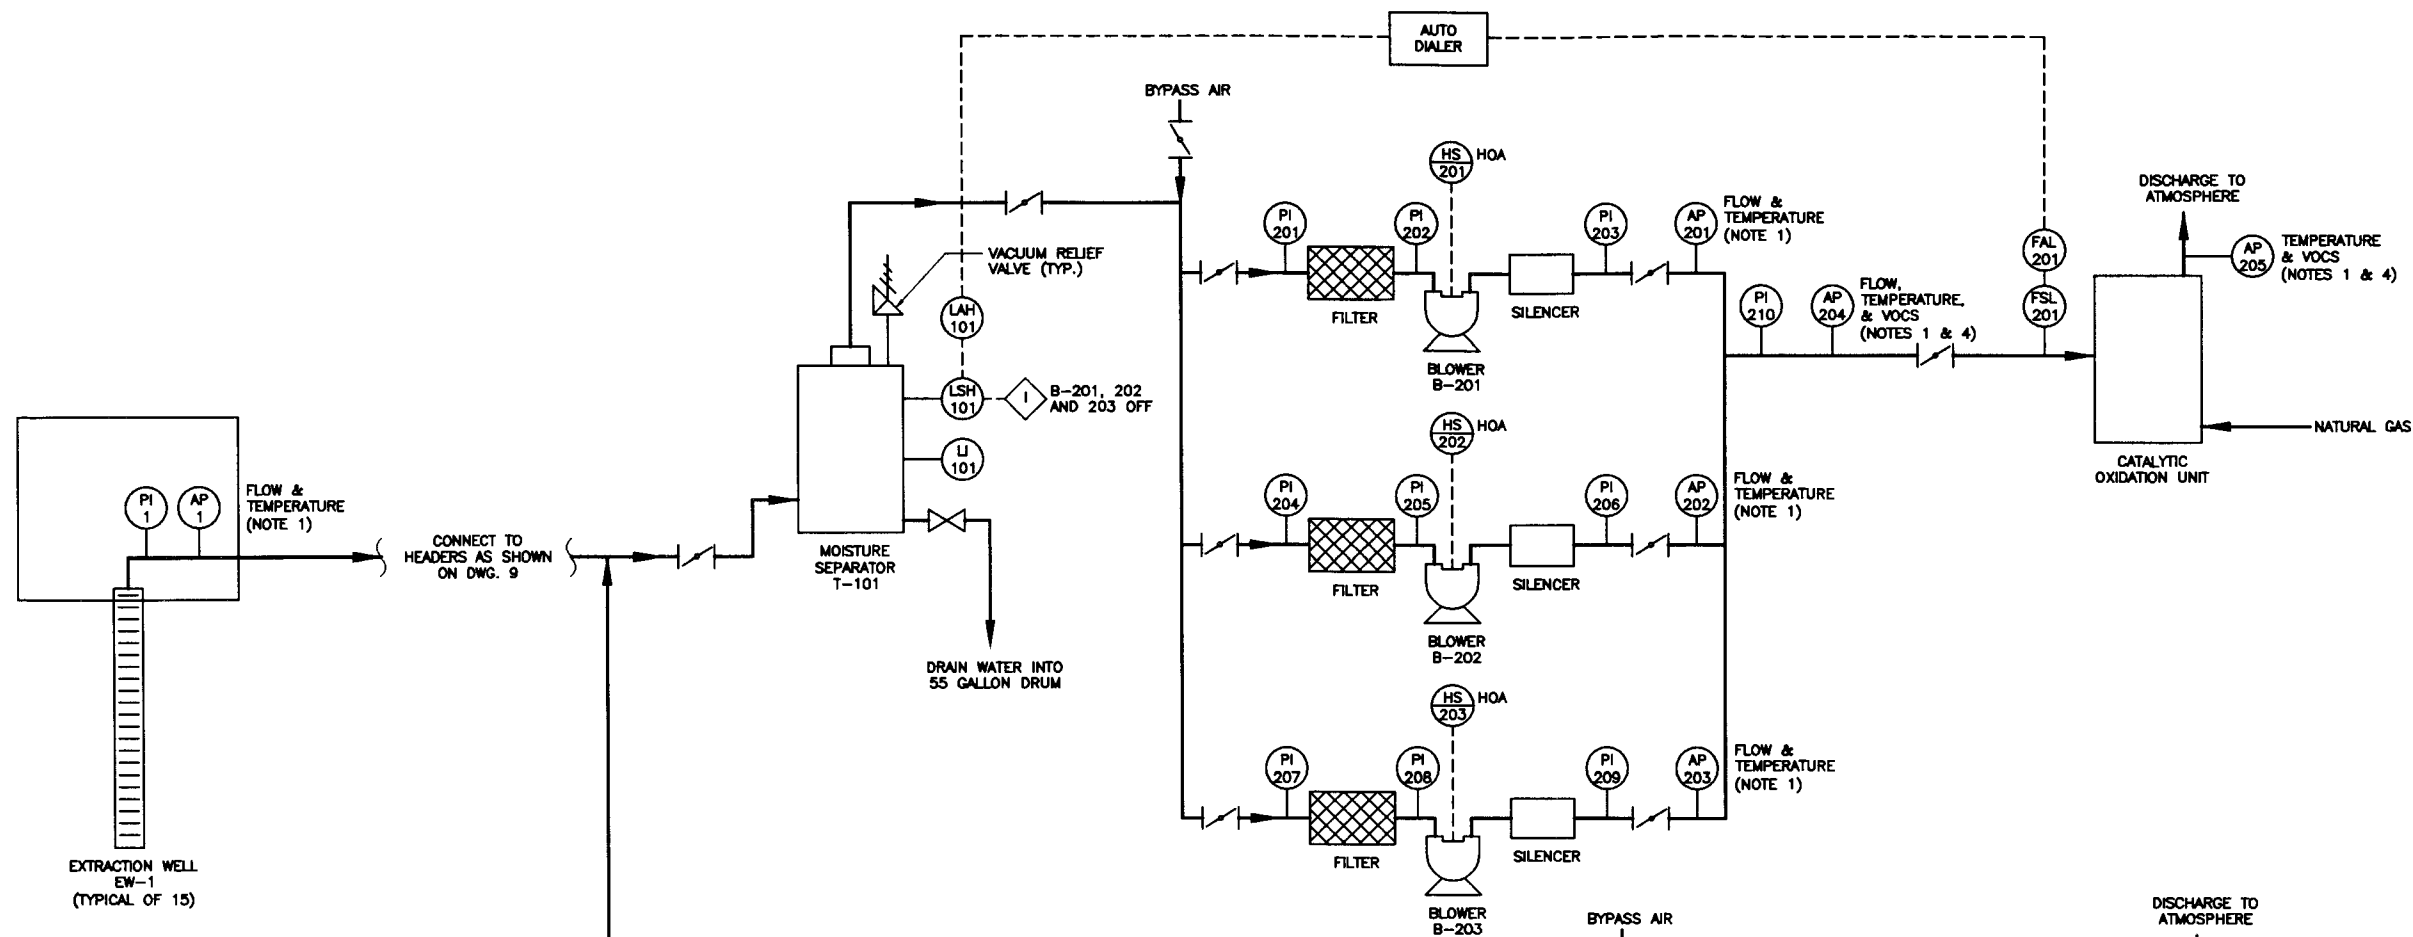 AUTO
DIALER
BYPASS AIR
HS
201
HOA
DISCHARGE TO
ATMOSPHERE
PI
201
PI
202
PI
203
AP
201
FLOW &
TEMPERATURE
(NOTE 1)
FAL
201
AP
205
TEMPERATURE
& VOCS
(NOTES 1 & 4)
VACUUM RELIEF
VALVE (TYP.)
LAH
101
FILTER
SILENCER
PI
210
AP
204
FLOW,
TEMPERATURE,
& VOCS
(NOTES 1 & 4)
FSL
201
BLOWER
B-201
LSH
101
I
B-201, 202
AND 203 OFF
HS
202
HOA
NATURAL GAS
LI
101
CATALYTIC
OXIDATION UNIT
PI
1
AP
1
FLOW &
TEMPERATURE
(NOTE 1)
PI
204
PI
205
PI
206
AP
202
FLOW &
TEMPERATURE
(NOTE 1)
CONNECT TO
HEADERS AS SHOWN
ON DWG. 9
MOISTURE
SEPARATOR
T-101
FILTER
SILENCER
BLOWER
B-202
DRAIN WATER INTO
55 GALLON DRUM
HS
203
HOA
PI
207
PI
208
PI
209
AP
203
FLOW &
TEMPERATURE
(NOTE 1)
EXTRACTION WELL
EW-1
(TYPICAL OF 15)
FILTER
SILENCER
BLOWER
B-203
BYPASS AIR
DISCHARGE TO
ATMOSPHERE